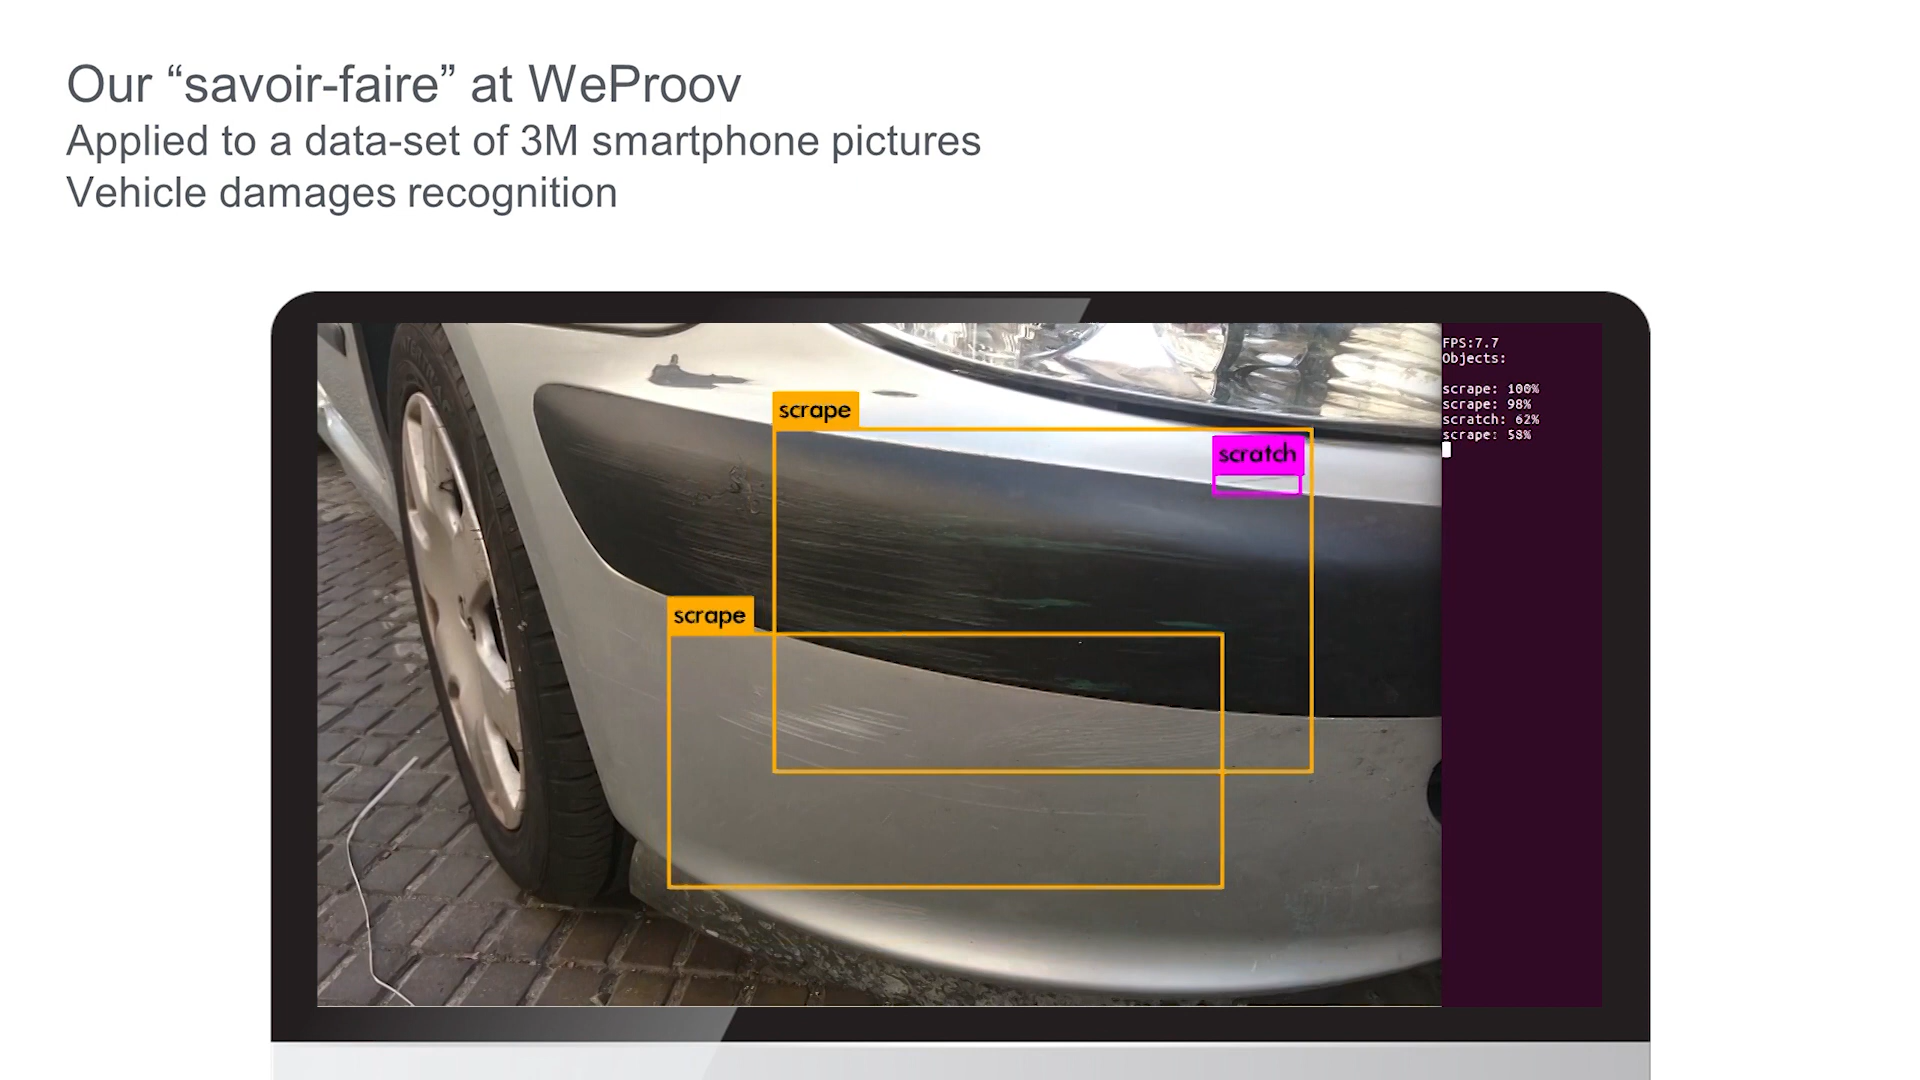 Our “savoir-faire” at WeProov
Applied to a data-set of 3M smartphone pictures
Vehicle damages recognition
scrape
scratch
scrape
FPS:7.7
Objects:
scrape: 100%
scrape: 98%
scratch: 62%
scrape: 58%